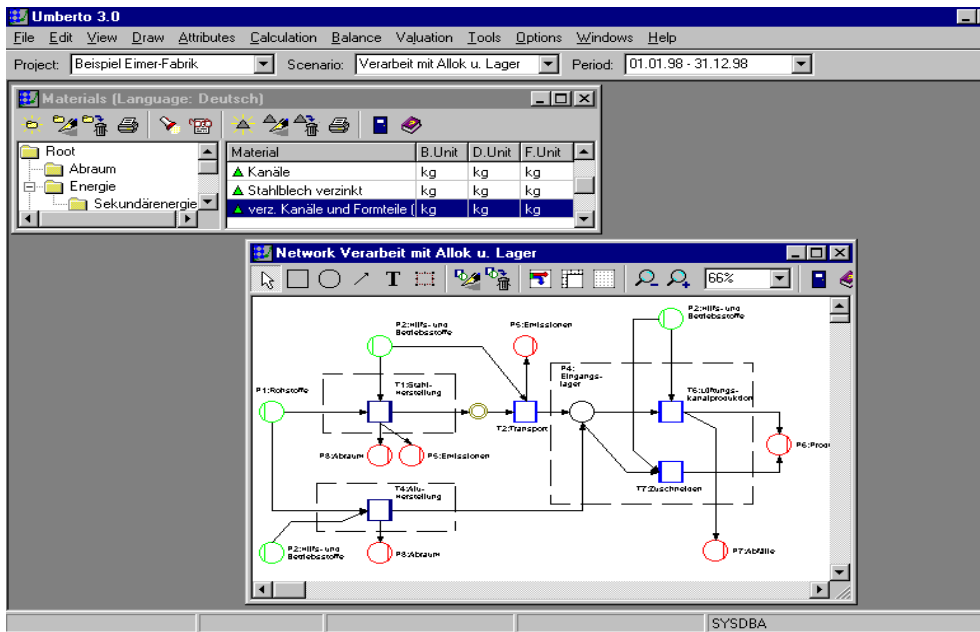 Umberto 3.0
File Edit View Draw Attributes Calculation Balance Valuation Tools Options Windows Help
Project: Beispiel Eimer-Fabrik Scenario: Verarbeit mit Allok u. Lager Period: 01.01.98 - 31.12.98
Materials (Language: Deutsch)
Root
Abraum
Energie
Sekundärenergie
Material B.Unit D.Unit F.Unit
Kanäle kg kg kg
Stahlblech verzinkt kg kg kg
verz. Kanäle und Formteile ( kg kg kg
Network Verarbeit mit Allok u. Lager
T 66%
P2:Hilfs- und
Betriebsstoffe
P5:Emissionen
P2:Hilfs- und
Betriebsstoffe
P4:
Eingangs-
lager
P1:Rohstoffe
T1:Stahl-
herstellung
T6:Lüftungs-
kanalproduktion
T2:Transport
P6:Prod
P8:Abraum
P5:Emissionen
T7:Zuschneiden
T4:Alu-
Herstellung
P2:Hilfs- und
Betriebsstoffe
P8:Abraum
P7:Abfälle
SYSDBA